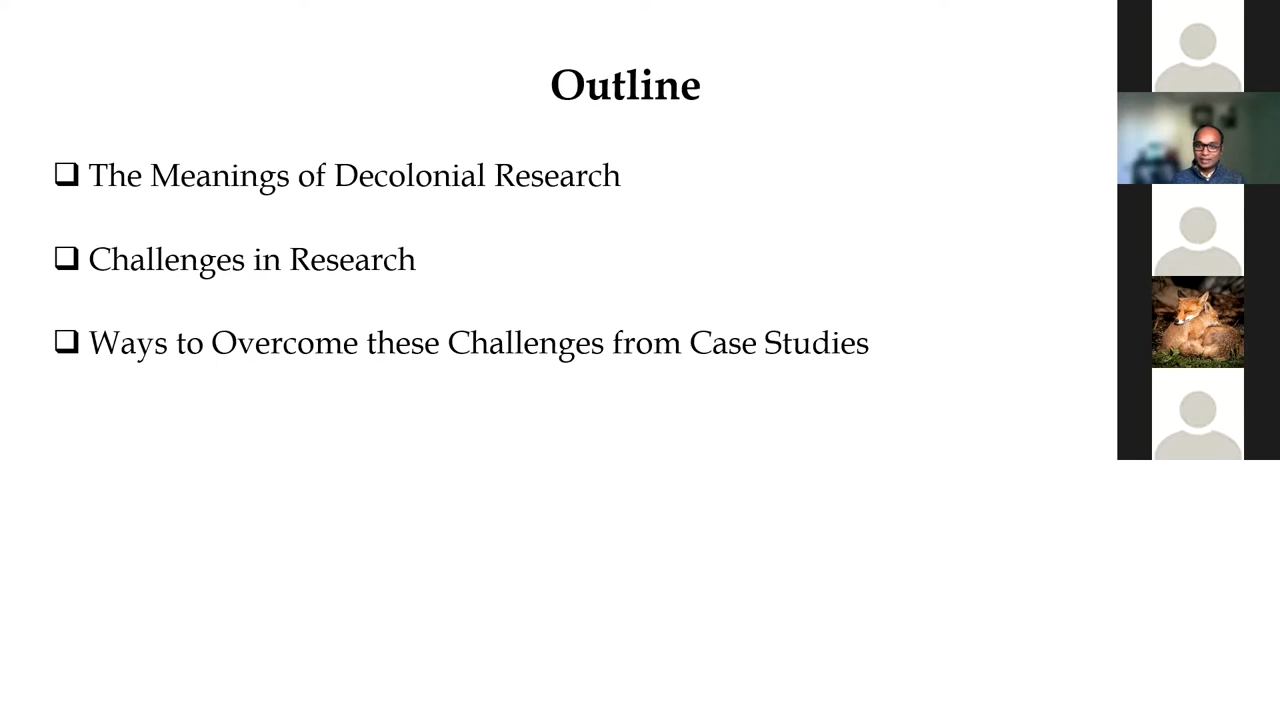 Outline
❑ The Meanings of Decolonial Research
❑ Challenges in Research
❑ Ways to Overcome these Challenges from Case Studies